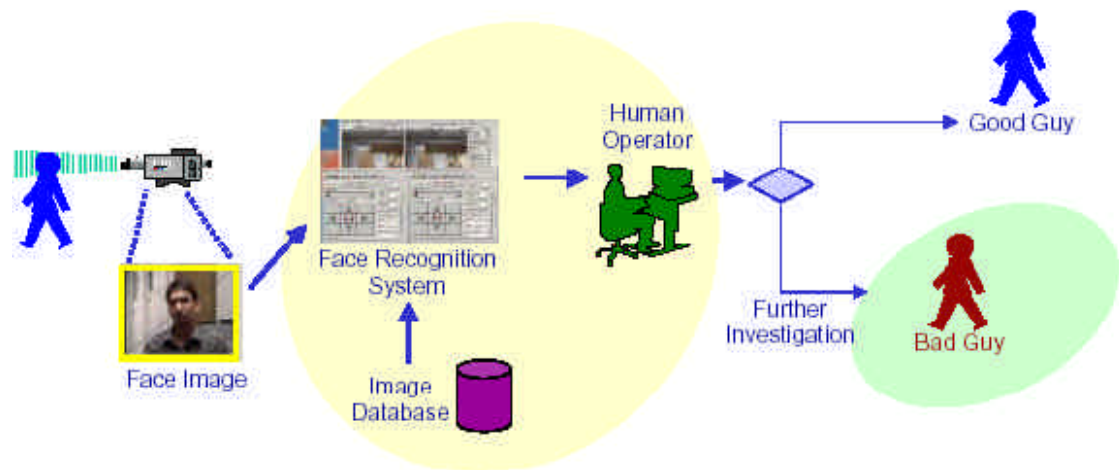 Face Image
Face Recognition
System
Image
Database
Human
Operator
Good Guy
Further
Investigation
Bad Guy